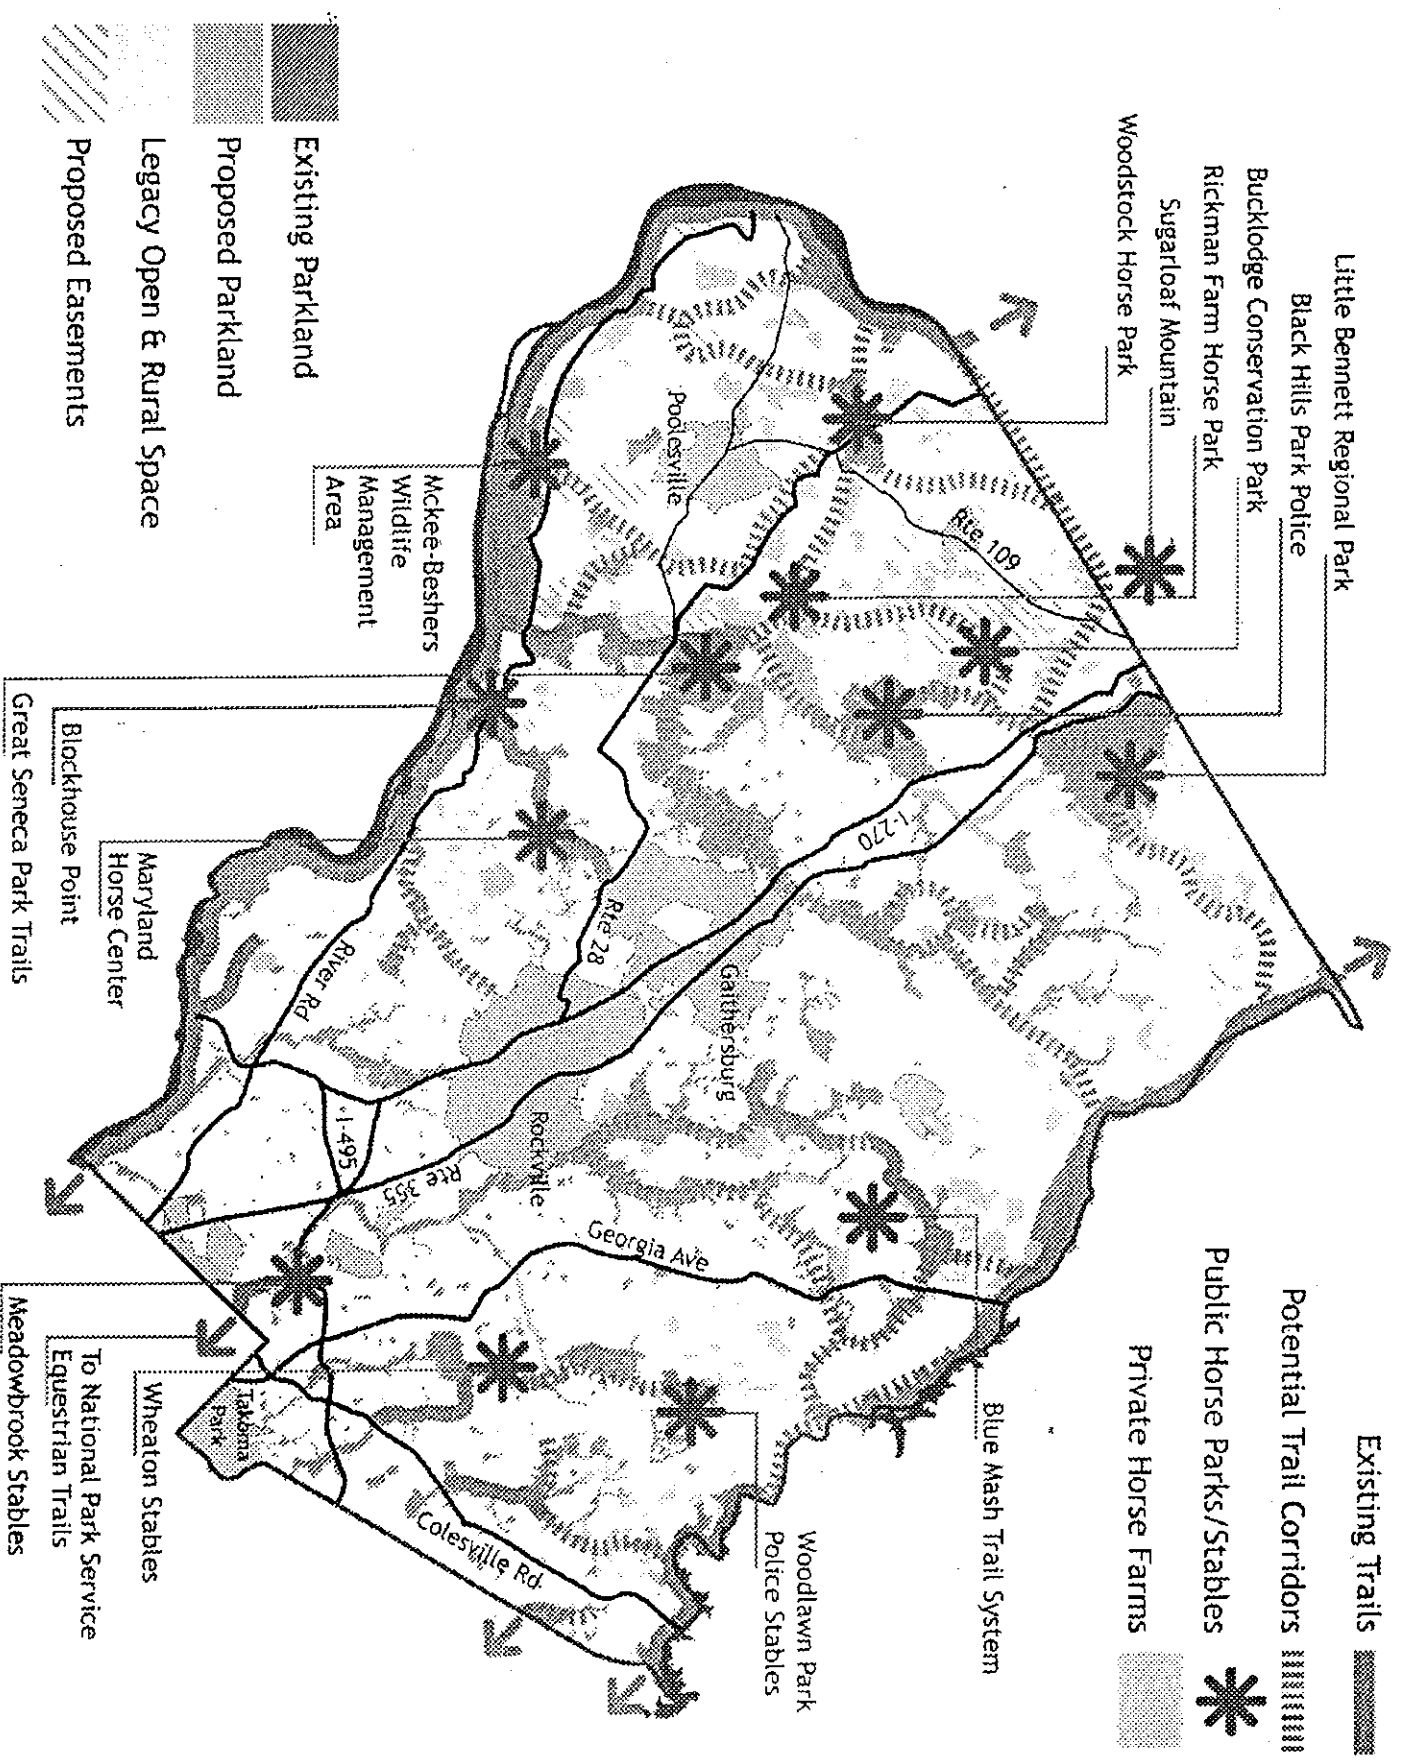 Existing Trails
Potential Trail Corridors
Public Horse Parks/Stables
Private Horse Farms
Little Bennett Regional Park
Black Hills Park Police
Bucklodge Conservation Park
Rickman Farm Horse Park
Sugarloaf Mountain
Woodstock Horse Park
Blue Mash Trail System
Woodlawn Park
Police Stables
Rte 109
I-270
Poolesville
Gaithersburg
Georgia Ave
Rte 28
Rockville
Rte 355
I-495
River Rd
Colesville Rd.
Takoma
Park
Mckee-Beshers
Wildlife
Management
Area
Maryland
Horse Center
Blockhouse Point
Great Seneca Park Trails
Wheaton Stables
To National Park Service
Equestrian Trails
Meadowbrook Stables
Existing Parkland
Proposed Parkland
Legacy Open & Rural Space
Proposed Easements